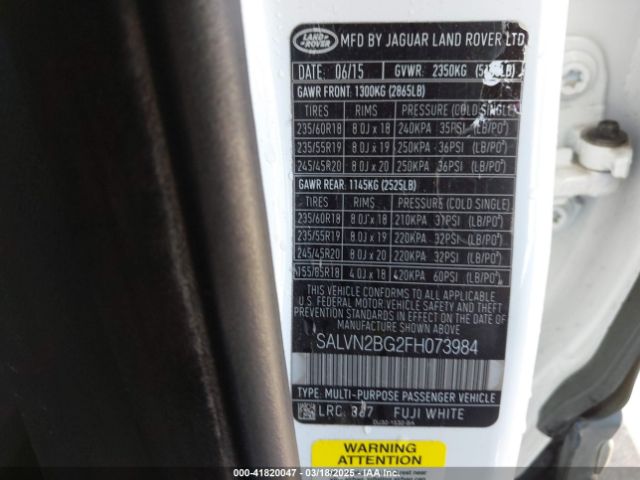 LAND ROVER
MFD BY JAGUAR LAND ROVER LTD
DATE: 06/15 GVWR: 2350KG
GAWR FRONT: 1300KG (2865LB)
TIRES RIMS PRESSURE (COLD SINGLE)
235/60R18 8.0J x 18 240KPA 35PSI (LB/PO²)
235/55R19 8.0J x 19 250KPA 36PSI (LB/PO²)
245/45R20 8.0J x 20 250KPA 36PSI (LB/PO²)
GAWR REAR: 1145KG (2525LB)
TIRES RIMS PRESSURE (COLD SINGLE)
235/60R18 8.0J x 18 210KPA 31PSI (LB/PO²)
235/55R19 8.0J x 19 220KPA 32PSI (LB/PO²)
245/45R20 8.0J x 20 220KPA 32PSI (LB/PO²)
155/85R18 4.0J x 18 420KPA 60PSI (LB/PO²)
THIS VEHICLE CONFORMS TO ALL APPLICABLE
U.S. FEDERAL MOTOR VEHICLE SAFETY AND THEFT
PREVENTION STANDARDS IN EFFECT ON THE DATE OF
MANUFACTURE SHOWN ABOVE
SALVN2BG2FH073984
TYPE: MULTI-PURPOSE PASSENGER VEHICLE
LRC 867 FUJI WHITE
WARNING
ATTENTION
000-41820047 - 03/18/2025 - IAAI.COM